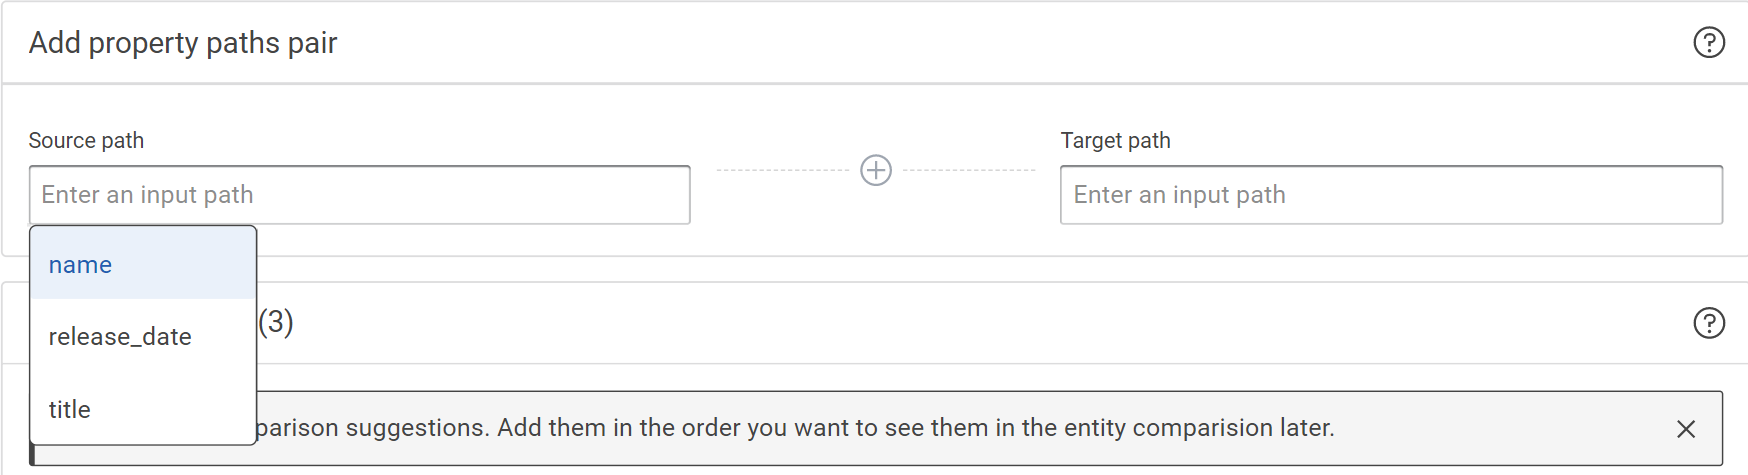 Add property paths pair
Source path
Target path
Enter an input path
Enter an input path
name
release_date
title
(3)
suggestions. Add them in the order you want to see them in the entity comparision later.